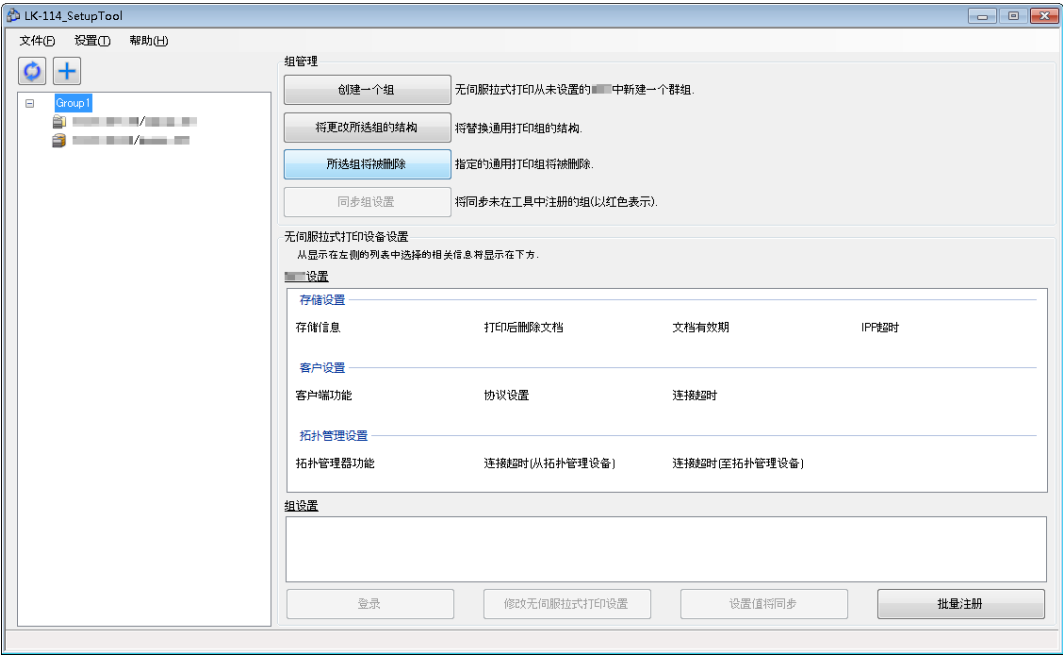 LK-114_SetupTool
文件(F) 设置(T) 帮助(H)
组管理
创建一个组 无伺服拉式打印从未设置的中新建一个群组.
将更改所选组的结构 将替换通用打印组的结构.
所选组将被删除 指定的通用打印组将被删除.
同步组设置 将同步未在工具中注册的组(以红色表示).
Group1
/
/
无伺服拉式打印设备设置
从显示在左侧的列表中选择的相关信息将显示在下方.
设置
存储设置
存储信息 打印后删除文档 文档有效期 IPP超时
客户设置
客户端功能 协议设置 连接超时
拓扑管理设置
拓扑管理器功能 连接超时(从拓扑管理设备) 连接超时(至拓扑管理设备)
组设置
登录 修改无伺服拉式打印设置 设置值将同步 批量注册